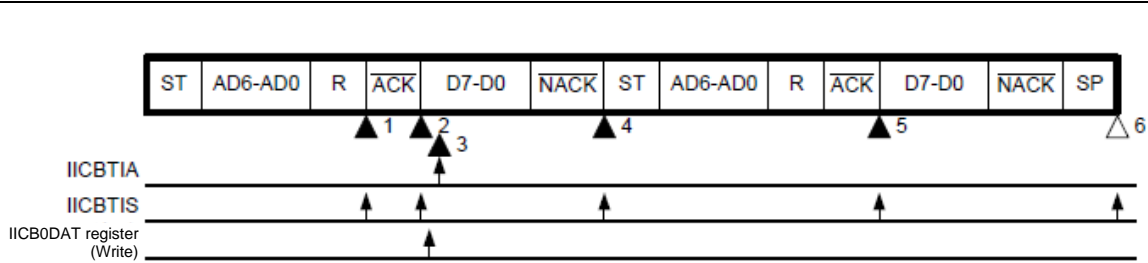 ST AD6-AD0 R ACK D7-D0 NACK ST AD6-AD0 R ACK D7-D0 NACK SP
1 2 3 4 5 6
IICBTIA
IICBTIS
IICB0DAT register
(Write)